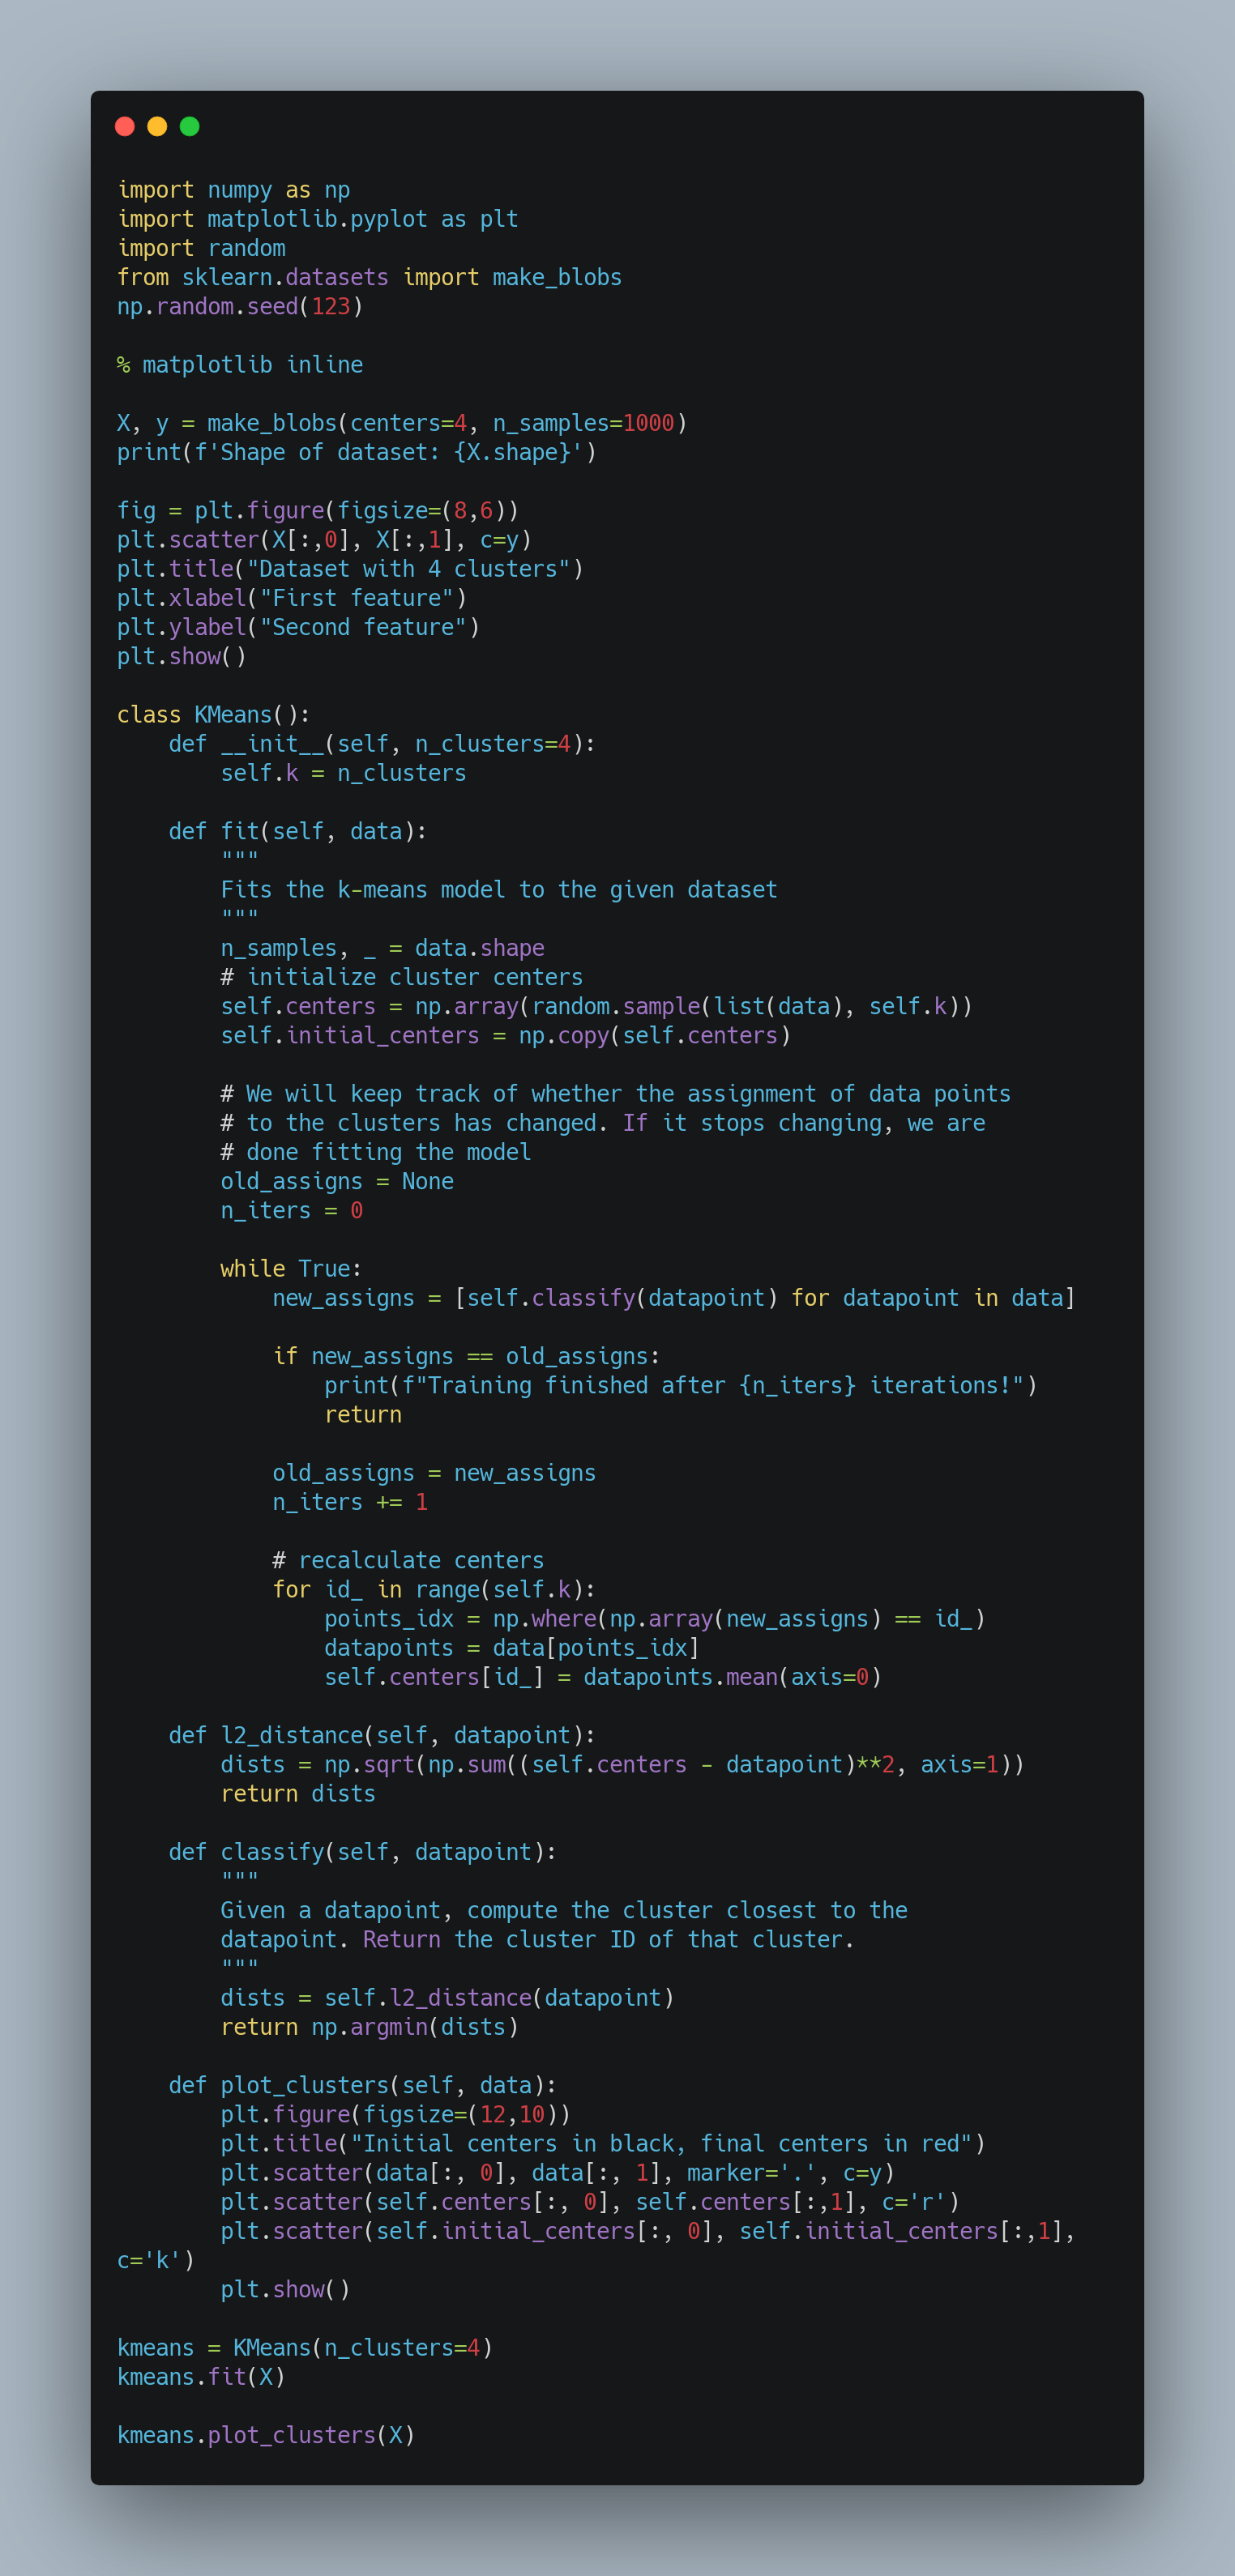 import numpy as np
import matplotlib.pyplot as plt
import random
from sklearn.datasets import make_blobs
np.random.seed(123)

% matplotlib inline

X, y = make_blobs(centers=4, n_samples=1000)
print(f'Shape of dataset: {X.shape}')

fig = plt.figure(figsize=(8,6))
plt.scatter(X[:,0], X[:,1], c=y)
plt.title("Dataset with 4 clusters")
plt.xlabel("First feature")
plt.ylabel("Second feature")
plt.show()

class KMeans():
    def __init__(self, n_clusters=4):
        self.k = n_clusters

    def fit(self, data):
        """
        Fits the k-means model to the given dataset
        """
        n_samples, _ = data.shape
        # initialize cluster centers
        self.centers = np.array(random.sample(list(data), self.k))
        self.initial_centers = np.copy(self.centers)

        # We will keep track of whether the assignment of data points
        # to the clusters has changed. If it stops changing, we are
        # done fitting the model
        old_assigns = None
        n_iters = 0

        while True:
            new_assigns = [self.classify(datapoint) for datapoint in data]

            if new_assigns == old_assigns:
                print(f"Training finished after {n_iters} iterations!")
                return

            old_assigns = new_assigns
            n_iters += 1

            # recalculate centers
            for id_ in range(self.k):
                points_idx = np.where(np.array(new_assigns) == id_)
                datapoints = data[points_idx]
                self.centers[id_] = datapoints.mean(axis=0)

    def l2_distance(self, datapoint):
        dists = np.sqrt(np.sum((self.centers - datapoint)**2, axis=1))
        return dists

    def classify(self, datapoint):
        """
        Given a datapoint, compute the cluster closest to the
        datapoint. Return the cluster ID of that cluster.
        """
        dists = self.l2_distance(datapoint)
        return np.argmin(dists)

    def plot_clusters(self, data):
        plt.figure(figsize=(12,10))
        plt.title("Initial centers in black, final centers in red")
        plt.scatter(data[:, 0], data[:, 1], marker='.', c=y)
        plt.scatter(self.centers[:, 0], self.centers[:,1], c='r')
        plt.scatter(self.initial_centers[:, 0], self.initial_centers[:,1],
c='k')
        plt.show()

kmeans = KMeans(n_clusters=4)
kmeans.fit(X)

kmeans.plot_clusters(X)